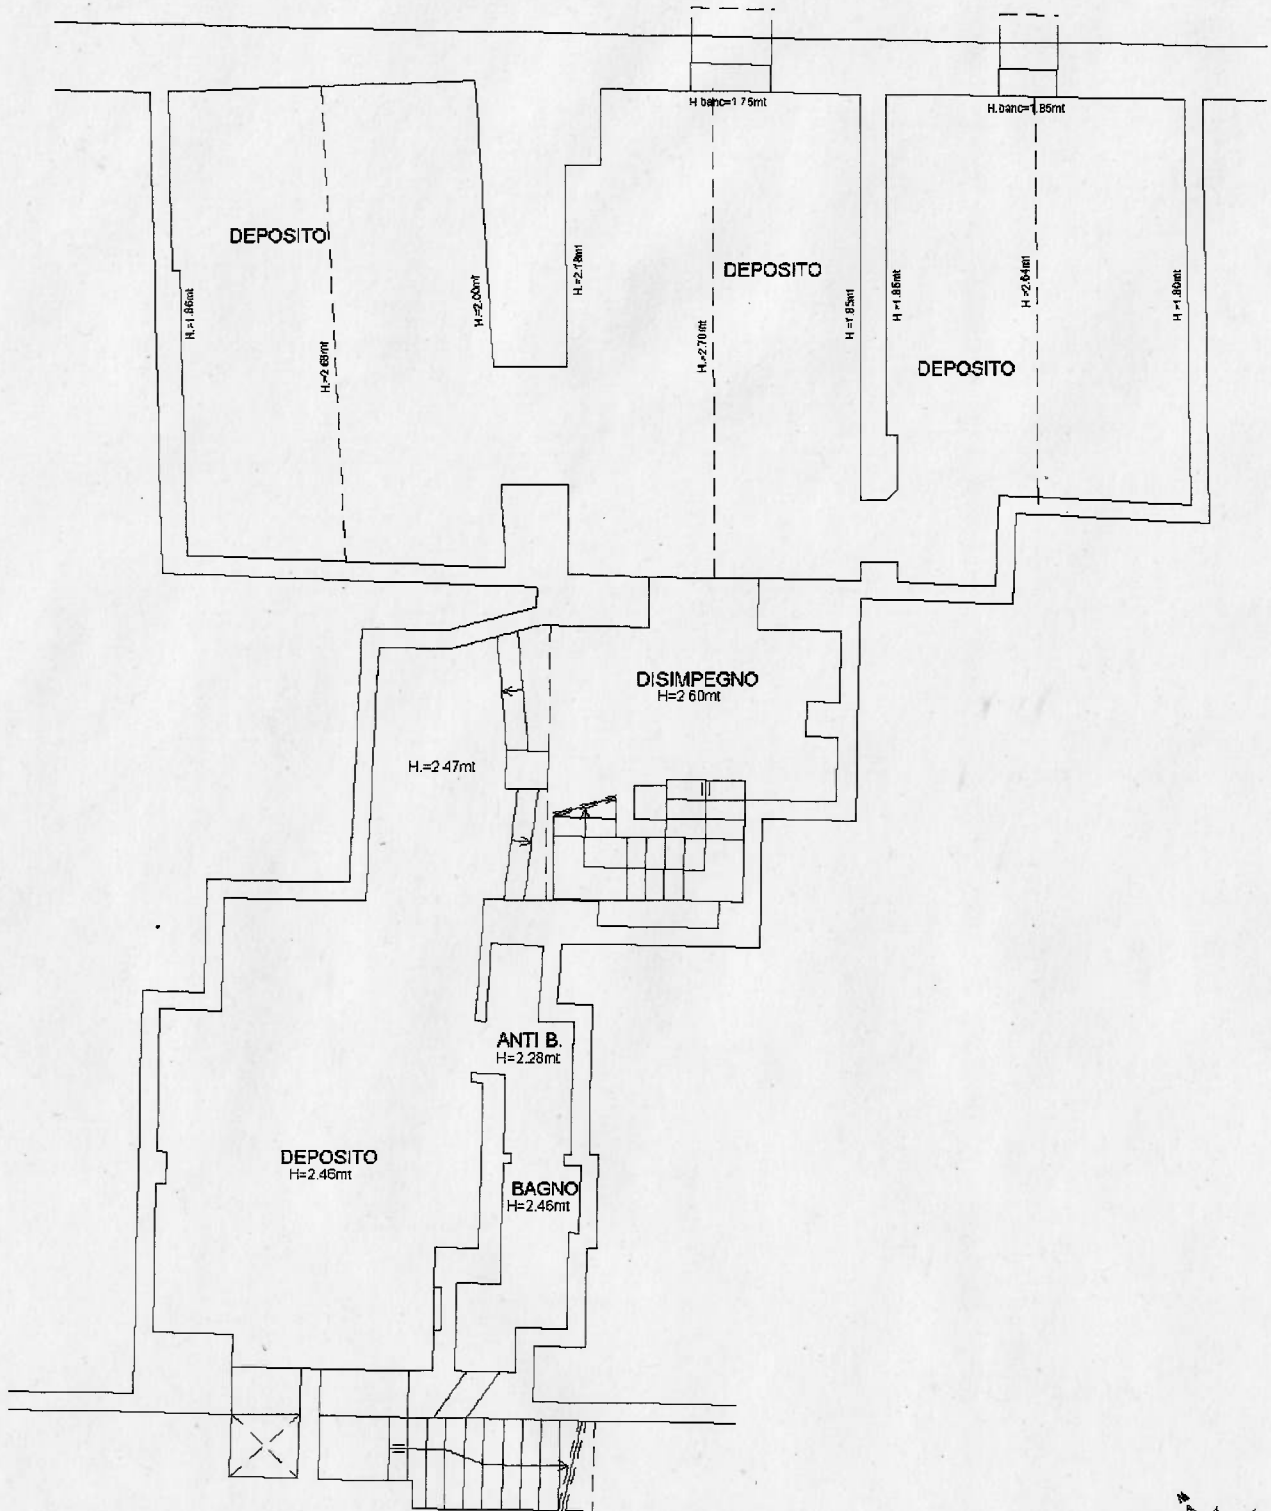 H banc=1.75mt
H.banc=1.85mt
DEPOSITO
H.=1.86mt
H.=2.68mt
H.=2.00mt
H.=2.18mt
DEPOSITO
H.=2.70mt
H.=1.85mt
H.=1.85mt
H.=2.64mt
H.=1.80mt
DEPOSITO
DISIMPEGNO
H=2.60mt
H.=2.47mt
ANTI B.
H=2.28mt
DEPOSITO
H=2.46mt
BAGNO
H=2.46mt